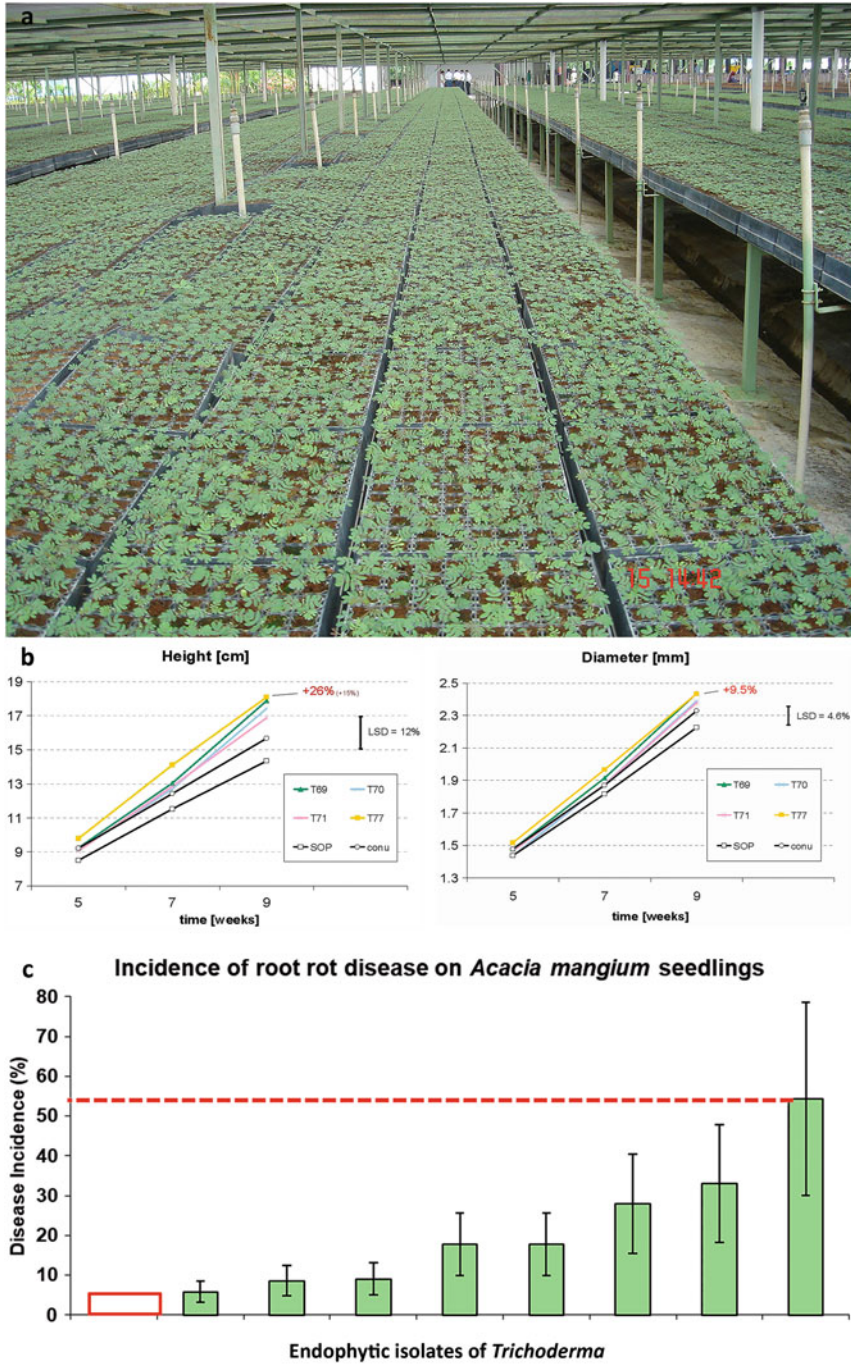 a
15 14:42
b
Height [cm]
19
17
15
13
11
9
7
+26% (+15%)
LSD = 12%
T69
T70
T71
T77
SOP
conu
5
7
9
time [weeks]
Diameter [mm]
2.5
2.3
2.1
1.9
1.7
1.5
1.3
+9.5%
LSD = 4.6%
T69
T70
T71
T77
SOP
conu
5
7
9
time [weeks]
c
Incidence of root rot disease on Acacia mangium seedlings
Disease Incidence (%)
80
70
60
50
40
30
20
10
0
Endophytic isolates of Trichoderma